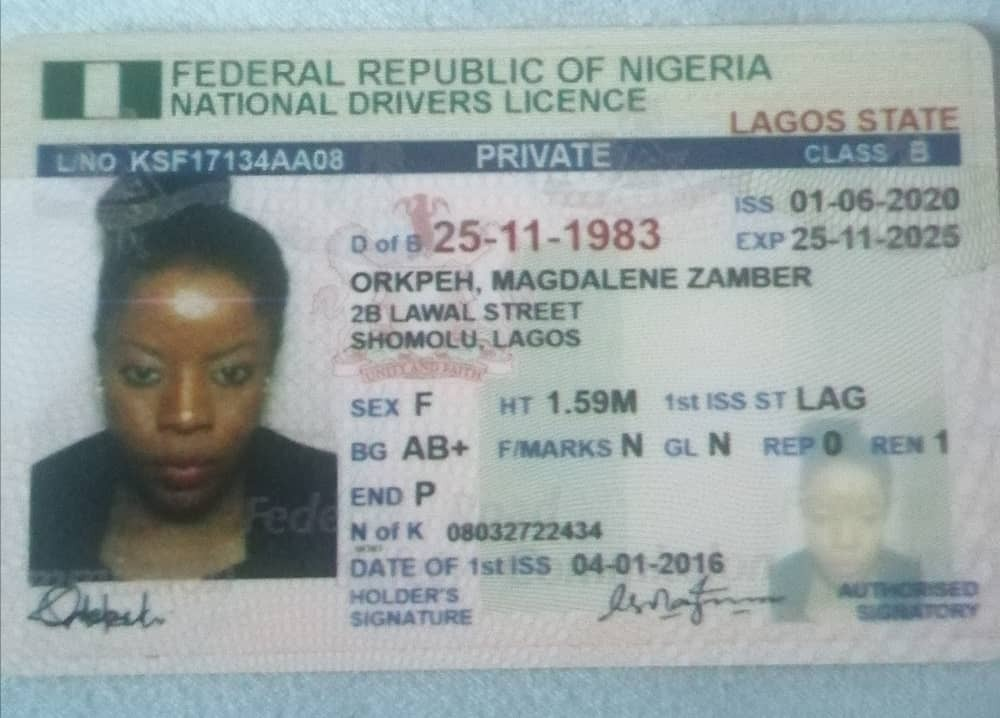 FEDERAL REPUBLIC OF NIGERIA
NATIONAL DRIVERS LICENCE
LAGOS STATE
L/NO KSF17134AA08 PRIVATE CLASS B
ISS 01-06-2020
D of B 25-11-1983 EXP 25-11-2025
ORKPEH, MAGDALENE ZAMBER
2B LAWAL STREET
SHOMOLU, LAGOS
UNITY AND FAITH
SEX F HT 1.59M 1st ISS ST LAG
BG AB+ F/MARKS N GL N REP 0 REN 1
END P
Fede
N of K 08032722434
DATE OF 1st ISS 04-01-2016
HOLDER'S
SIGNATURE
AUTHORISED
SIGNATORY